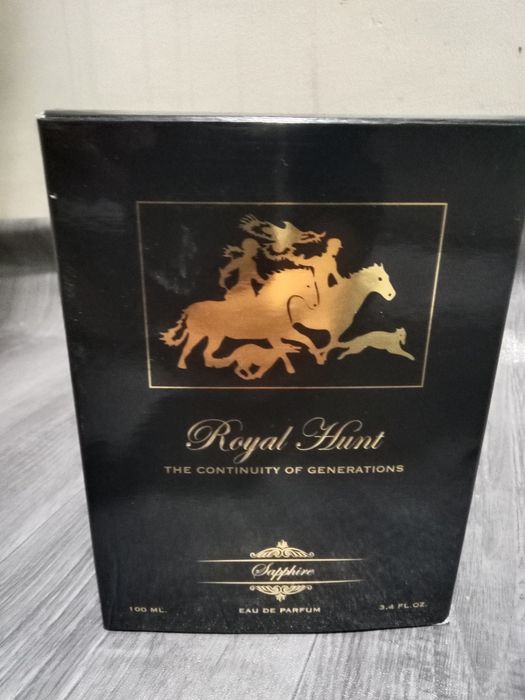 Royal Hunt
THE CONTINUITY OF GENERATIONS
Sapphire
100 ML.
EAU DE PARFUM
3.4 FL.OZ.